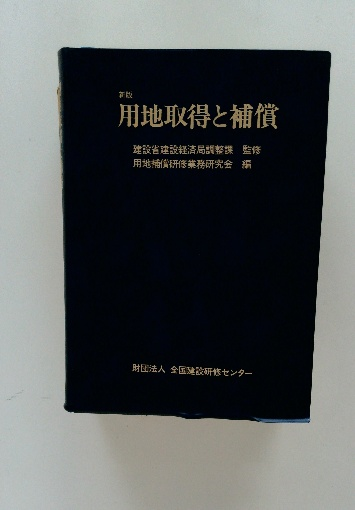 新版
用地取得と補償
建設省建設経済局調整課 監修
用地補償研修業務研究会 編
財団法人 全国建設研修センター